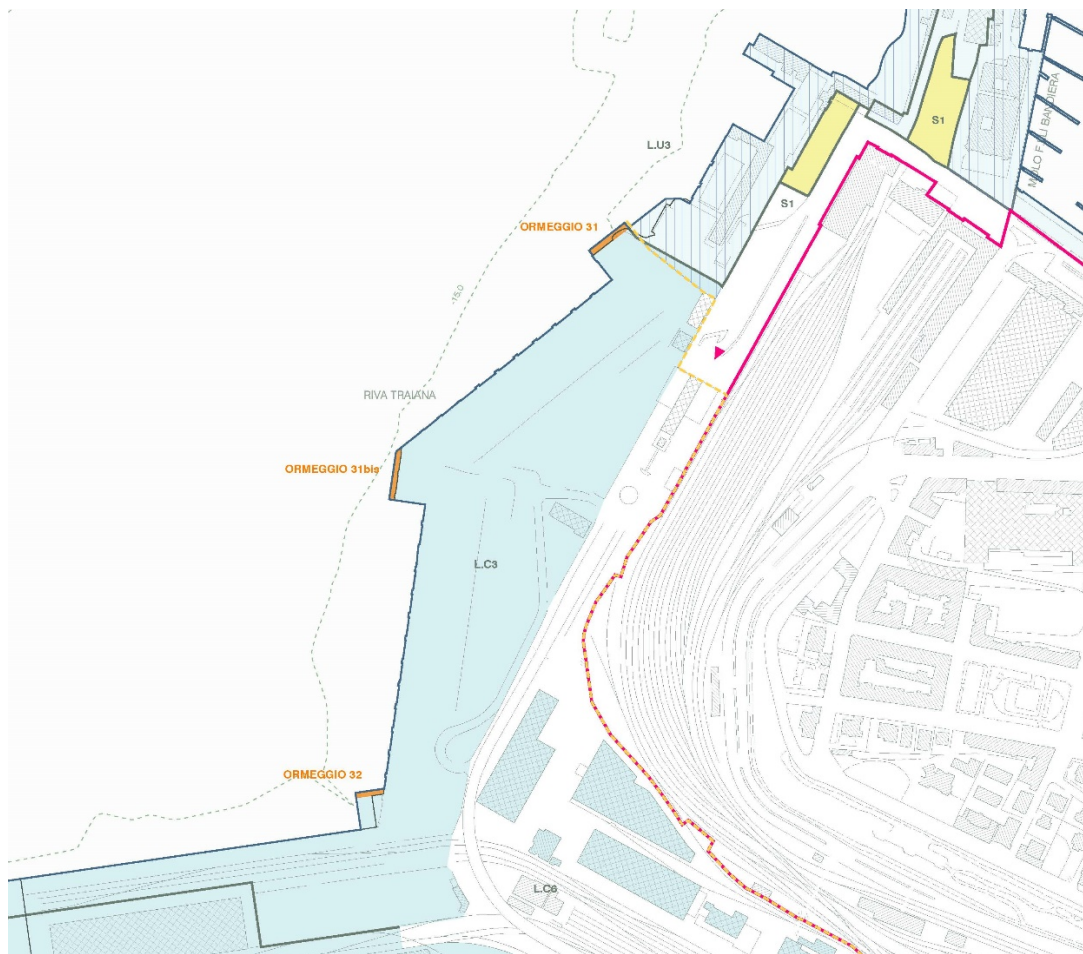 S1
MOLO F.LLI BANDIERA
L.U3
S1
ORMEGGIO 31
-15.0
RIVA TRAIANA
ORMEGGIO 31bis
L.C3
ORMEGGIO 32
L.C6